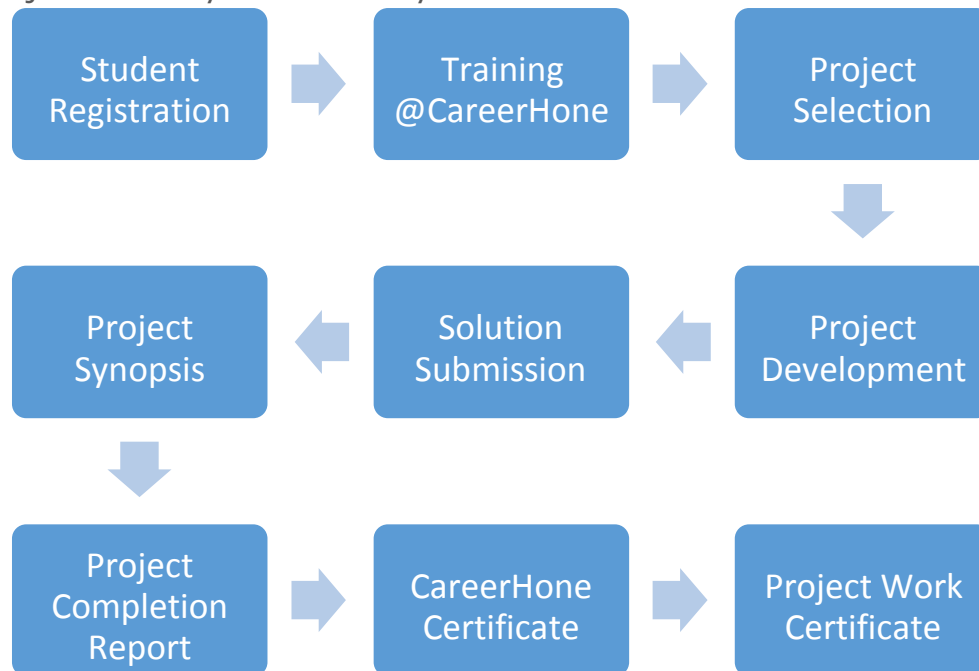 Student
Registration
Training
@CareerHone
Project
Selection
Project
Synopsis
Solution
Submission
Project
Development
Project
Completion
Report
CareerHone
Certificate
Project Work
Certificate